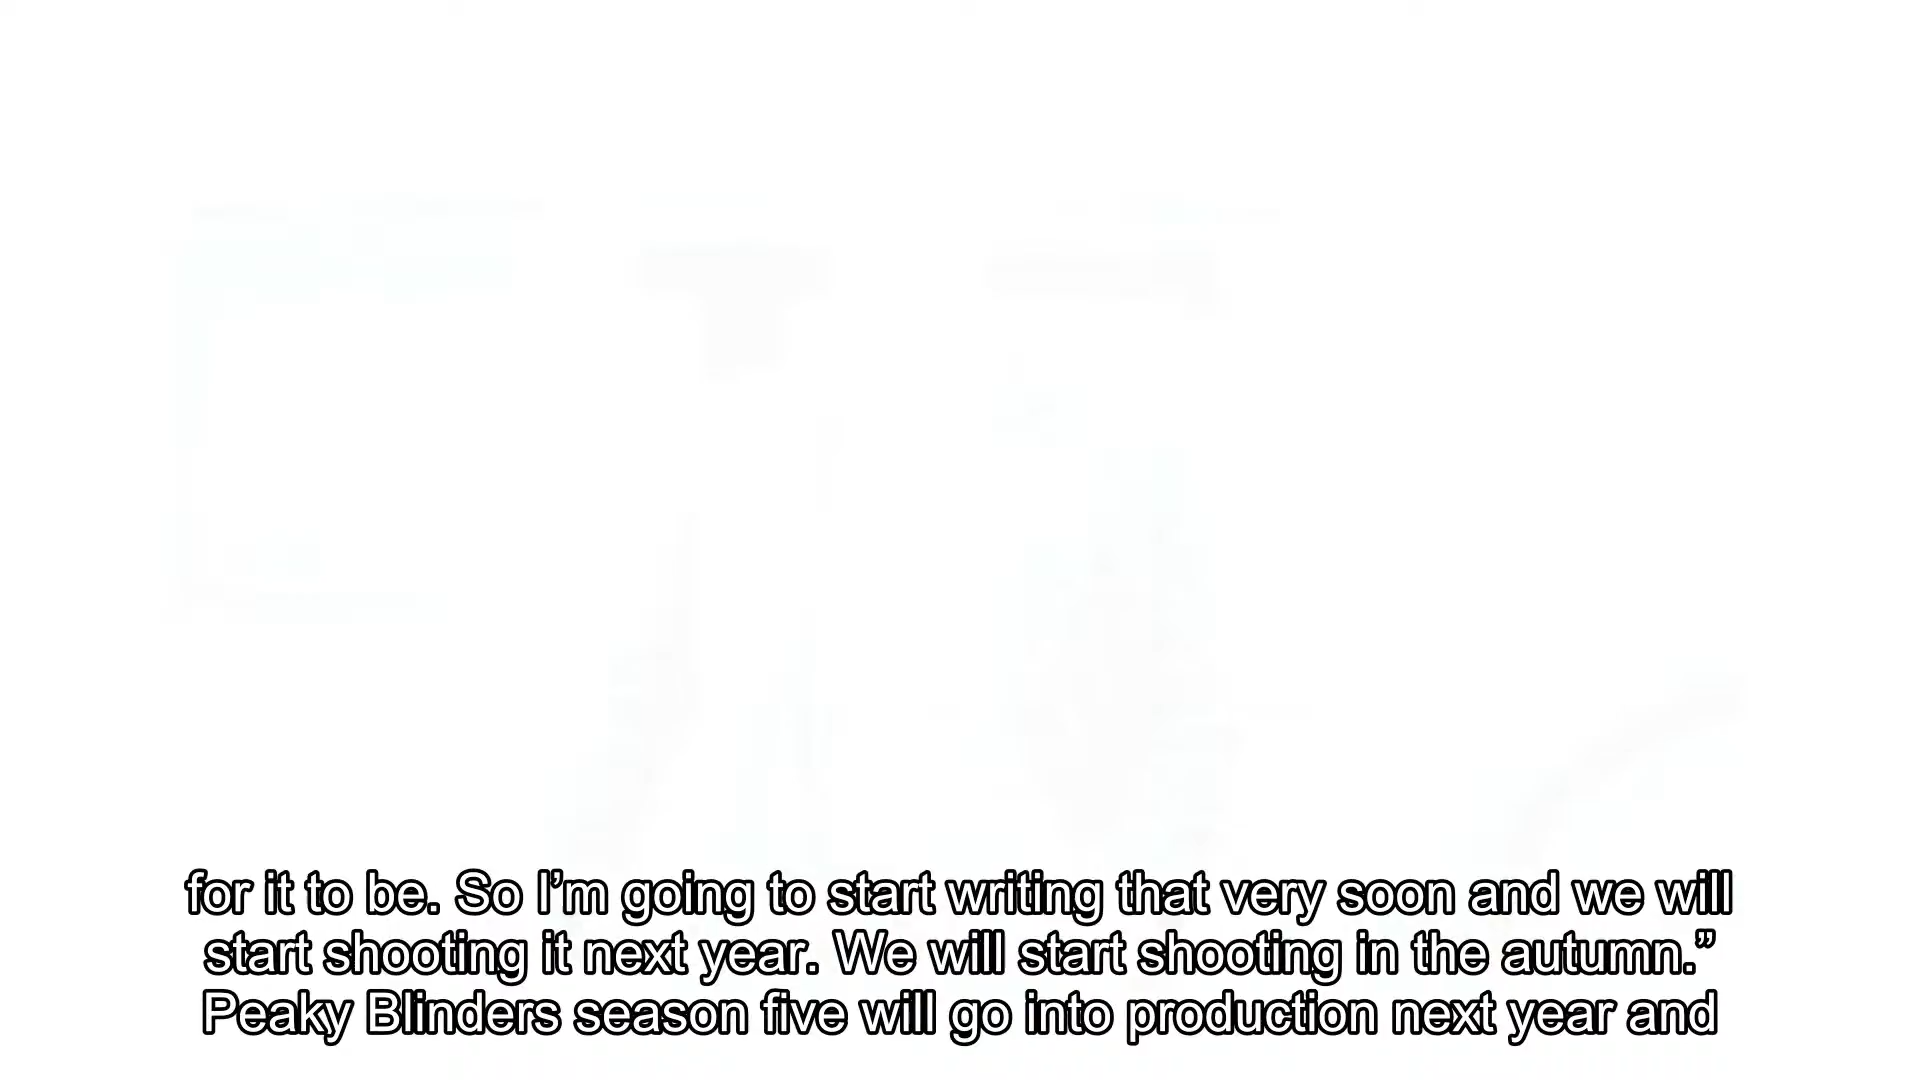 for it to be. So I’m going to start writing that very soon and we will
start shooting it next year. We will start shooting in the autumn.”
Peaky Blinders season five will go into production next year and